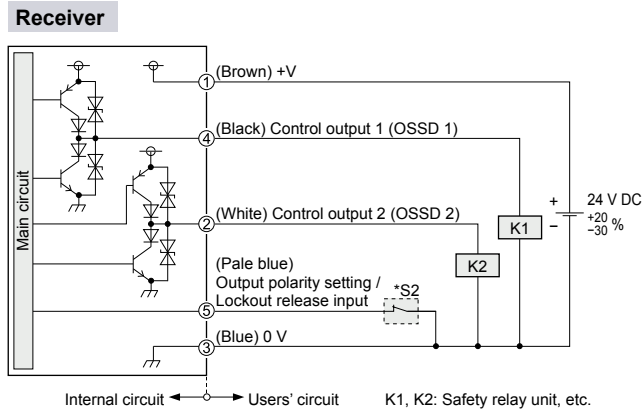 Receiver
Main circuit
① (Brown) +V
④ (Black) Control output 1 (OSSD 1)
② (White) Control output 2 (OSSD 2)
(Pale blue)
Output polarity setting /
Lockout release input
*S2
⑤
③ (Blue) 0 V
K1
K2
+
−
24 V DC
+20
−30 %
Internal circuit
Users' circuit
K1, K2: Safety relay unit, etc.